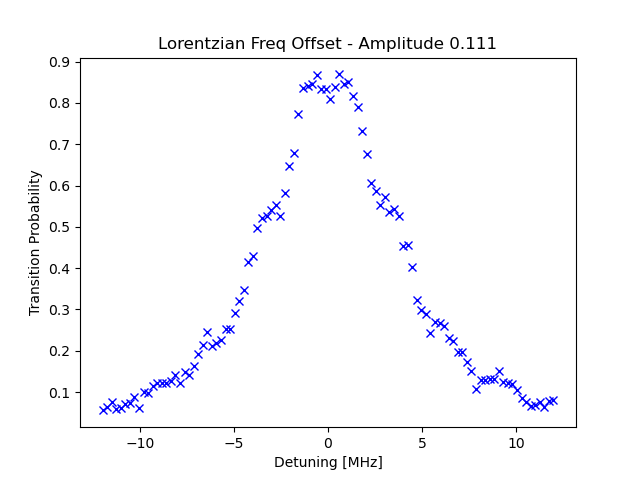 Lorentzian Freq Offset - Amplitude 0.111
0.9
0.8
0.7
0.6
0.5
0.4
0.3
0.2
0.1
Transition Probability
−10 −5 0 5 10
Detuning [MHz]